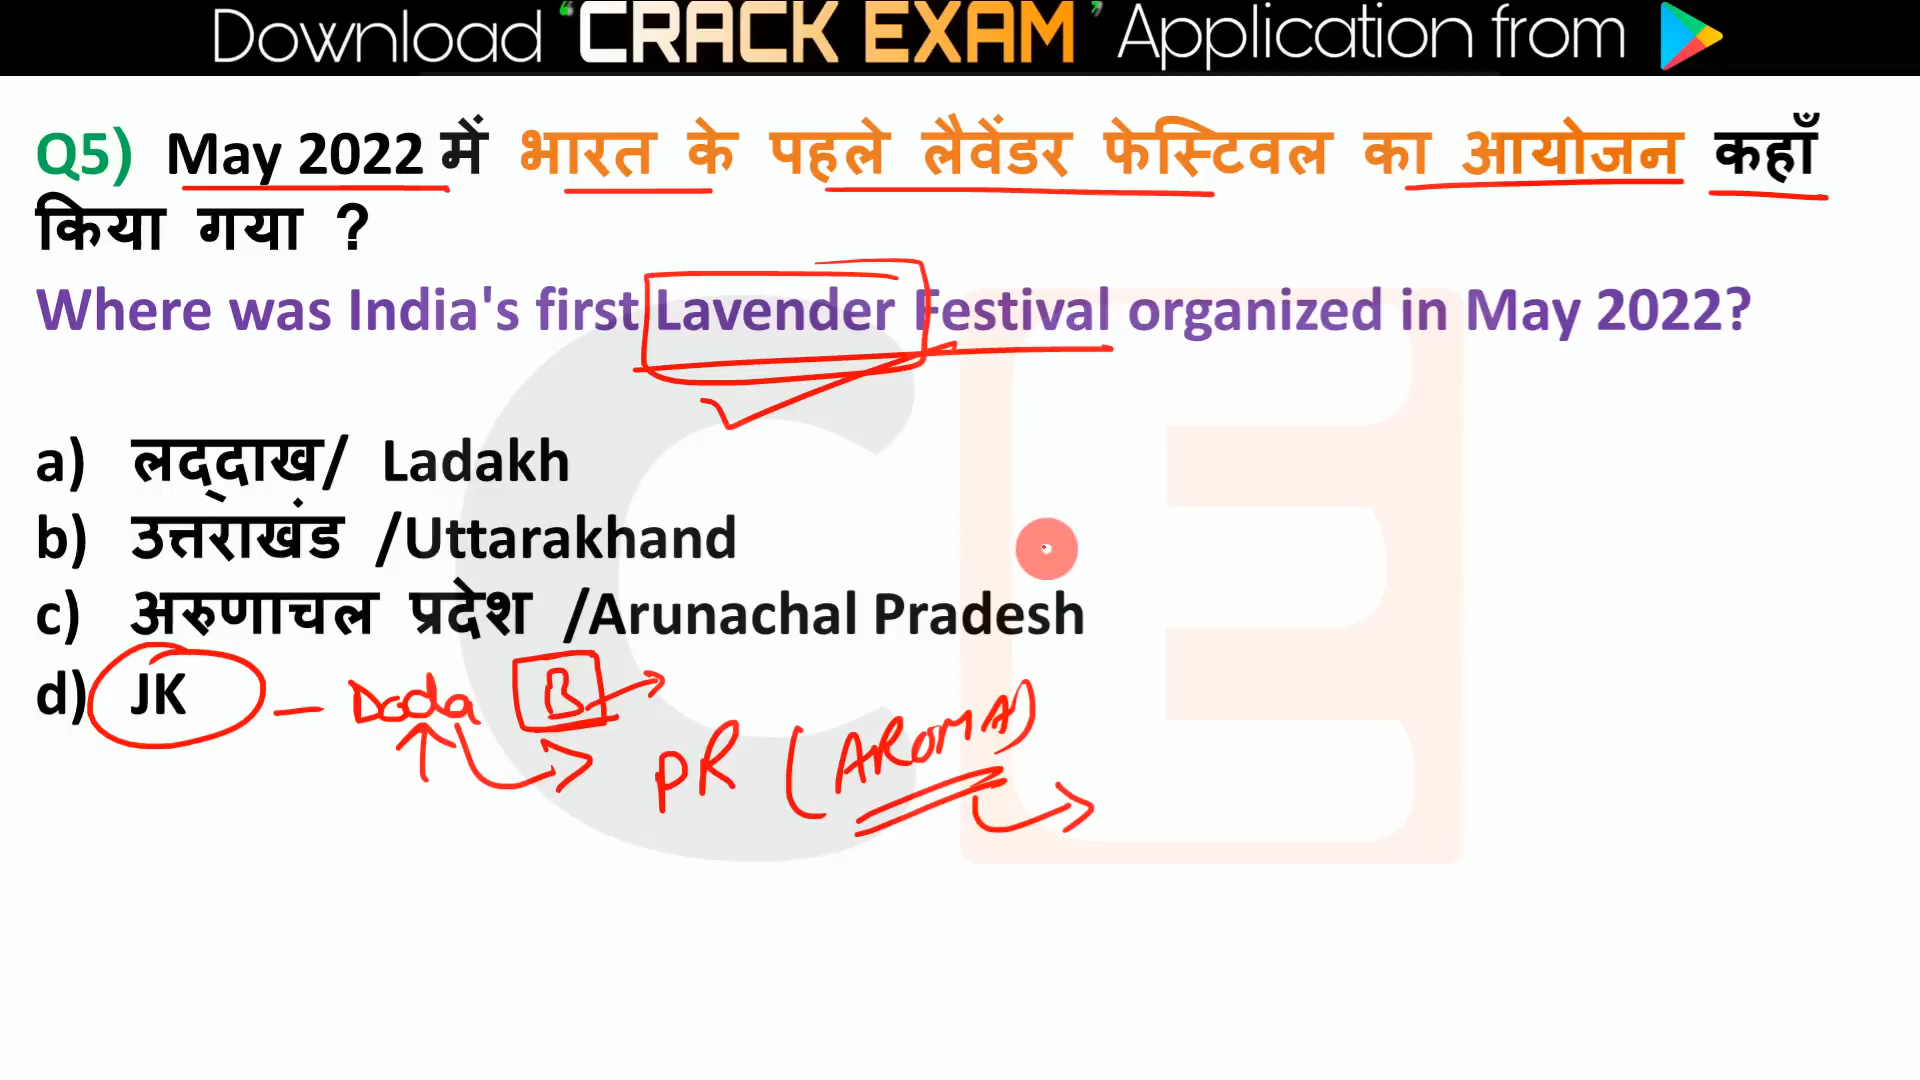 Download 'CRACK EXAM' Application from
Q5) May 2022 में भारत के पहले लैवेंडर फेस्टिवल का आयोजन कहाँ
किया गया ?
Where was India's first Lavender Festival organized in May 2022?
a) लद्दाख/ Ladakh
b) उत्तराखंड /Uttarakhand
c) अरुणाचल प्रदेश /Arunachal Pradesh
d) JK - Doda B
PR (AROMA)
CE